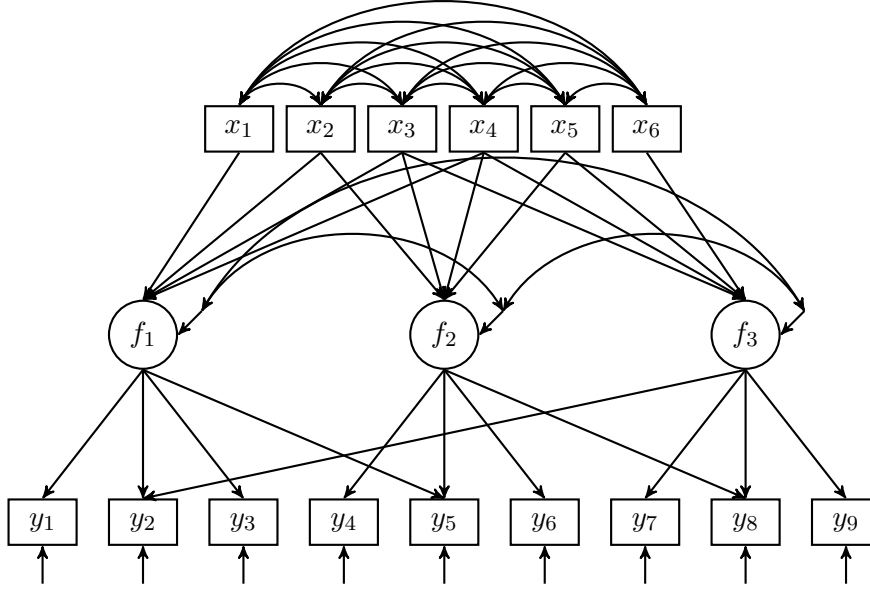 x₁ x₂ x₃ x₄ x₅ x₆
f₁ f₂ f₃
y₁ y₂ y₃ y₄ y₅ y₆ y₇ y₈ y₉